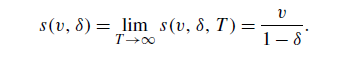 s(υ, δ) = lim_{T→∞} s(υ, δ, T) = υ / (1 − δ).